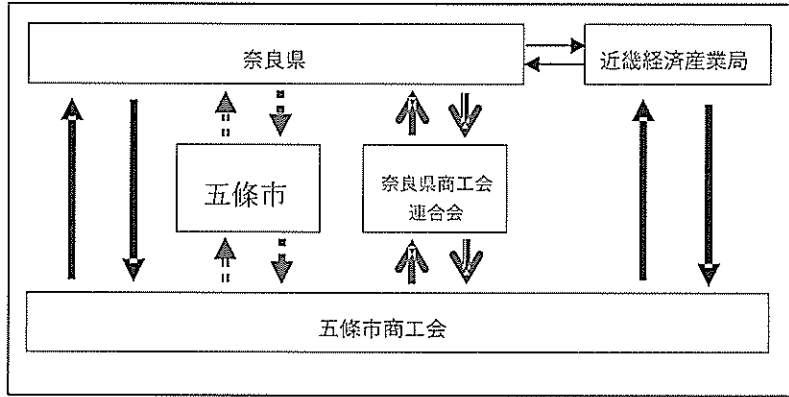 奈良県
近畿経済産業局
五條市
奈良県商工会
連合会
五條市商工会